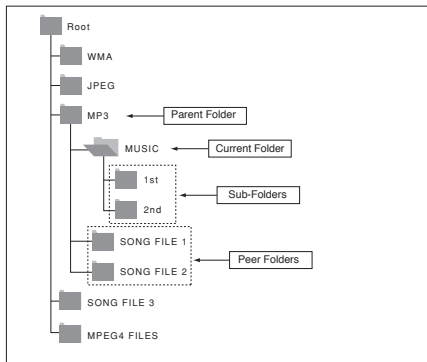 Root
WMA
JPEG
MP3
Parent Folder
MUSIC
Current Folder
1st
Sub-Folders
2nd
SONG FILE 1
Peer Folders
SONG FILE 2
SONG FILE 3
MPEG4 FILES